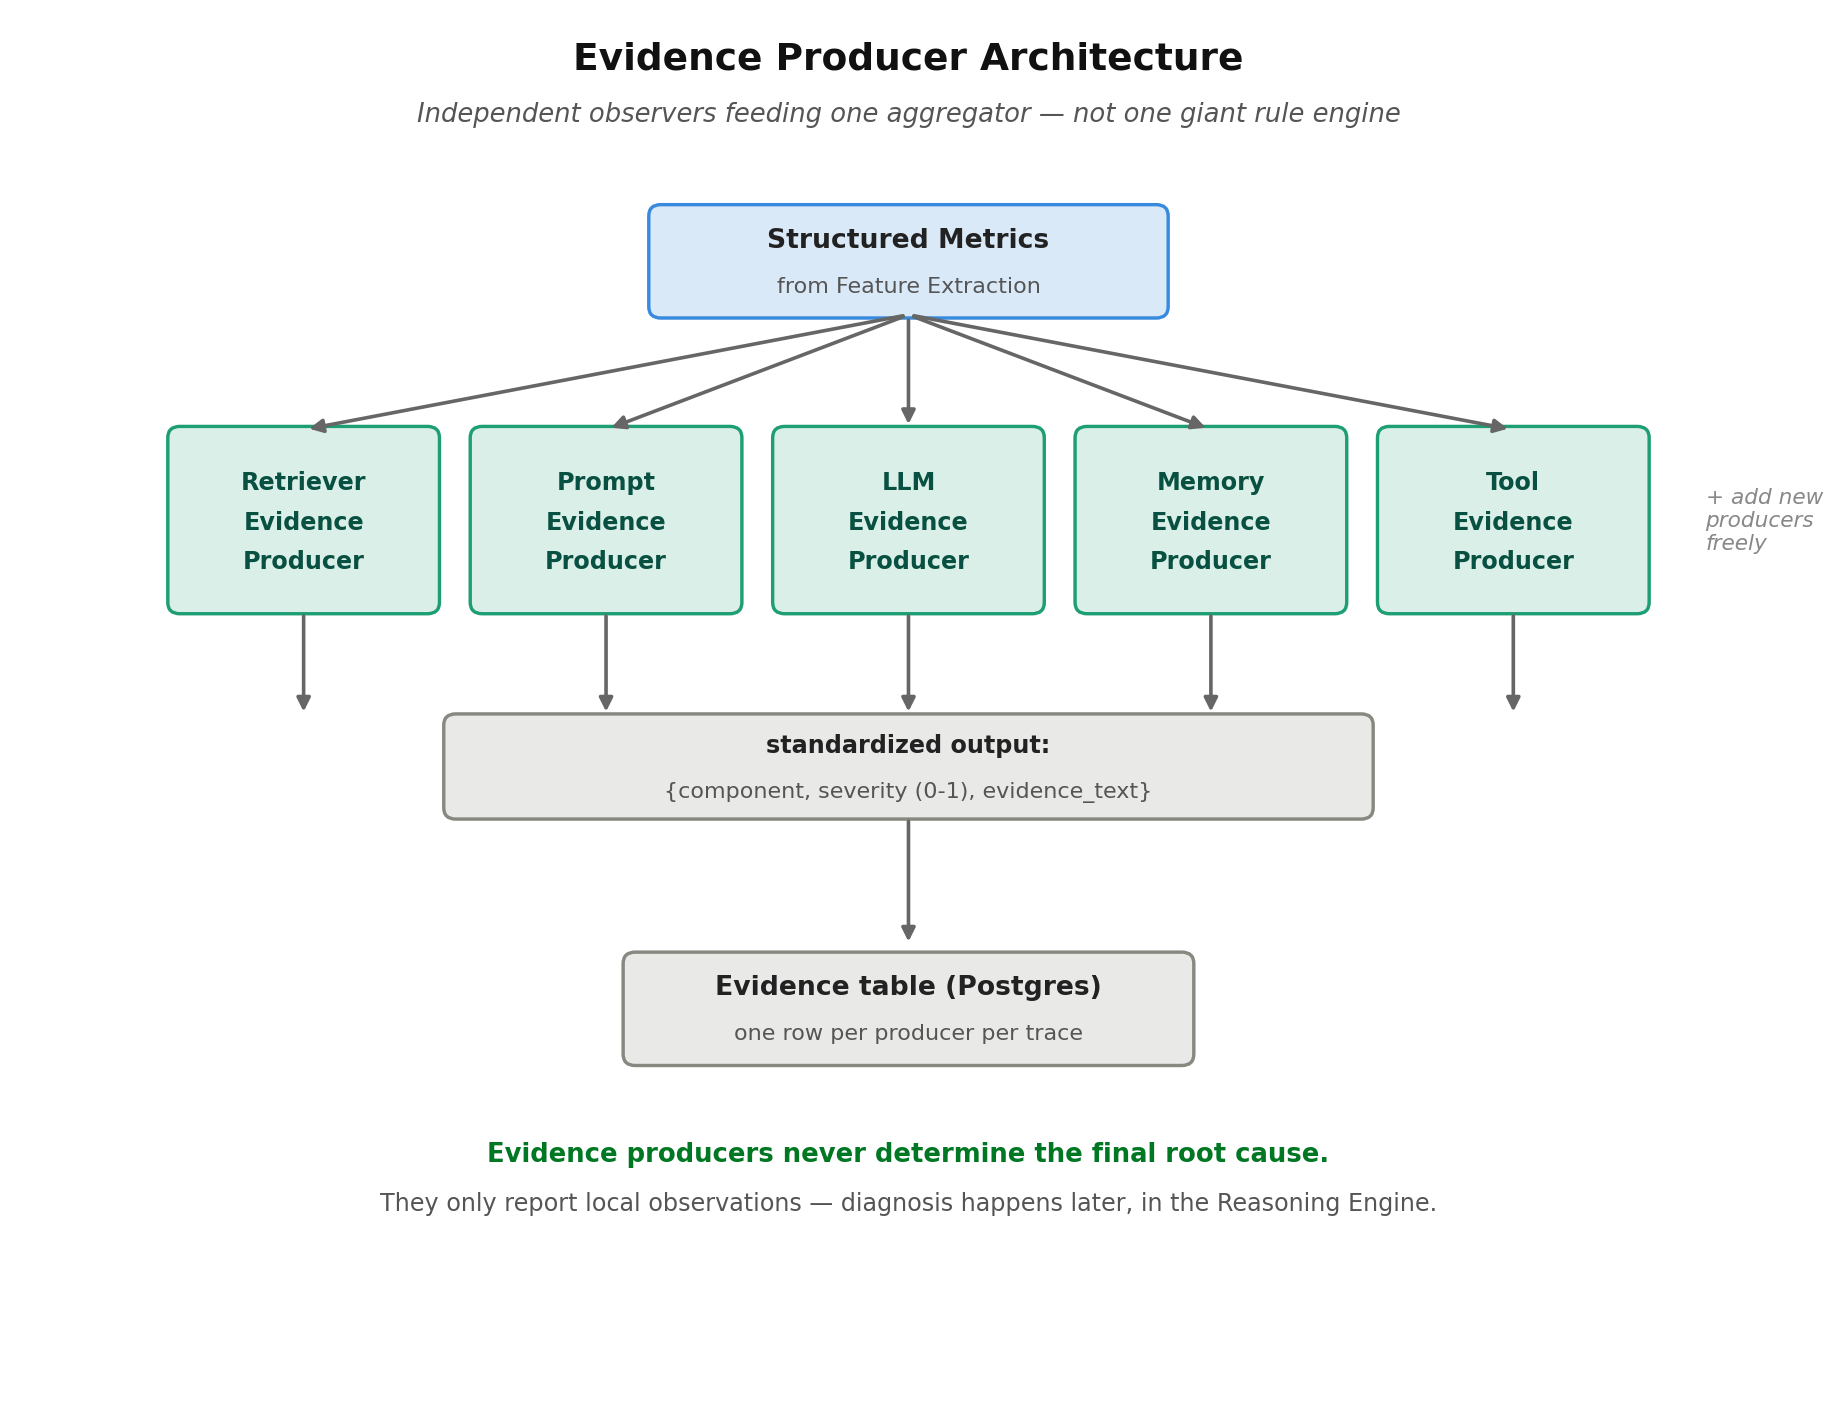 Evidence Producer Architecture
Independent observers feeding one aggregator — not one giant rule engine
Structured Metrics
from Feature Extraction
Retriever
Evidence
Producer
Prompt
Evidence
Producer
LLM
Evidence
Producer
Memory
Evidence
Producer
Tool
Evidence
Producer
+ add new
producers
freely
standardized output:
{component, severity (0-1), evidence_text}
Evidence table (Postgres)
one row per producer per trace
Evidence producers never determine the final root cause.
They only report local observations — diagnosis happens later, in the Reasoning Engine.